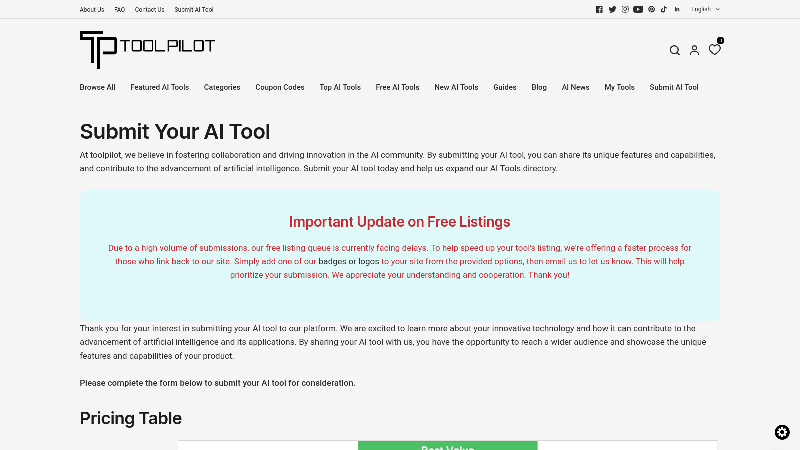 About Us FAQ Contact Us Submit AI Tool
English
TOOLPILOT
Browse All Featured AI Tools Categories Coupon Codes Top AI Tools Free AI Tools New AI Tools Guides Blog AI News My Tools Submit AI Tool
Submit Your AI Tool
At toolpilot, we believe in fostering collaboration and driving innovation in the AI community. By submitting your AI tool, you can share its unique features and capabilities,
and contribute to the advancement of artificial intelligence. Submit your AI tool today and help us expand our AI Tools directory.
Important Update on Free Listings
Due to a high volume of submissions, our free listing queue is currently facing delays. To help speed up your tool's listing, we're offering a faster process for
those who link back to our site. Simply add one of our badges or logos to your site from the provided options, then email us to let us know. This will help
prioritize your submission. We appreciate your understanding and cooperation. Thank you!
Thank you for your interest in submitting your AI tool to our platform. We are excited to learn more about your innovative technology and how it can contribute to the
advancement of artificial intelligence and its applications. By sharing your AI tool with us, you have the opportunity to reach a wider audience and showcase the unique
features and capabilities of your product.
Please complete the form below to submit your AI tool for consideration.
Pricing Table
Best Value